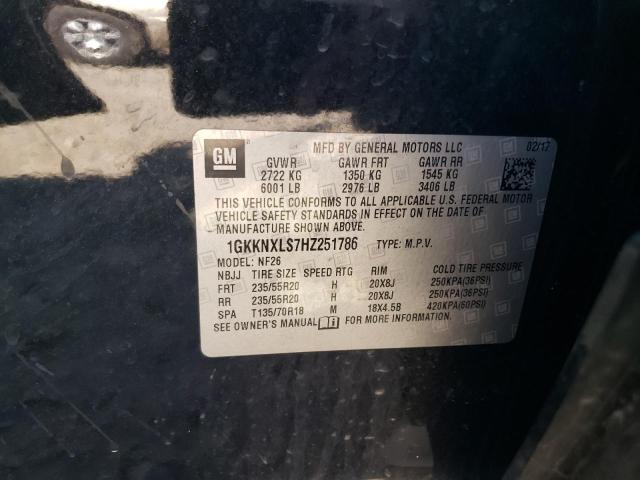 GM
MFD BY GENERAL MOTORS LLC 02/17
GVWR GAWR FRT GAWR RR
2722 KG 1350 KG 1545 KG
6001 LB 2976 LB 3406 LB
THIS VEHICLE CONFORMS TO ALL APPLICABLE U.S. FEDERAL MOTOR
VEHICLE SAFETY STANDARDS IN EFFECT ON THE DATE OF
MANUFACTURE SHOWN ABOVE.
1GKKNXLS7HZ251786 TYPE: M.P.V.
MODEL: NF26
NBJJ TIRE SIZE SPEED RTG RIM COLD TIRE PRESSURE
FRT 235/55R20 H 20X8J 250KPA(36PSI)
RR 235/55R20 H 20X8J 250KPA(36PSI)
SPA T135/70R18 M 18X4.5B 420KPA(60PSI)
SEE OWNER'S MANUAL FOR MORE INFORMATION.